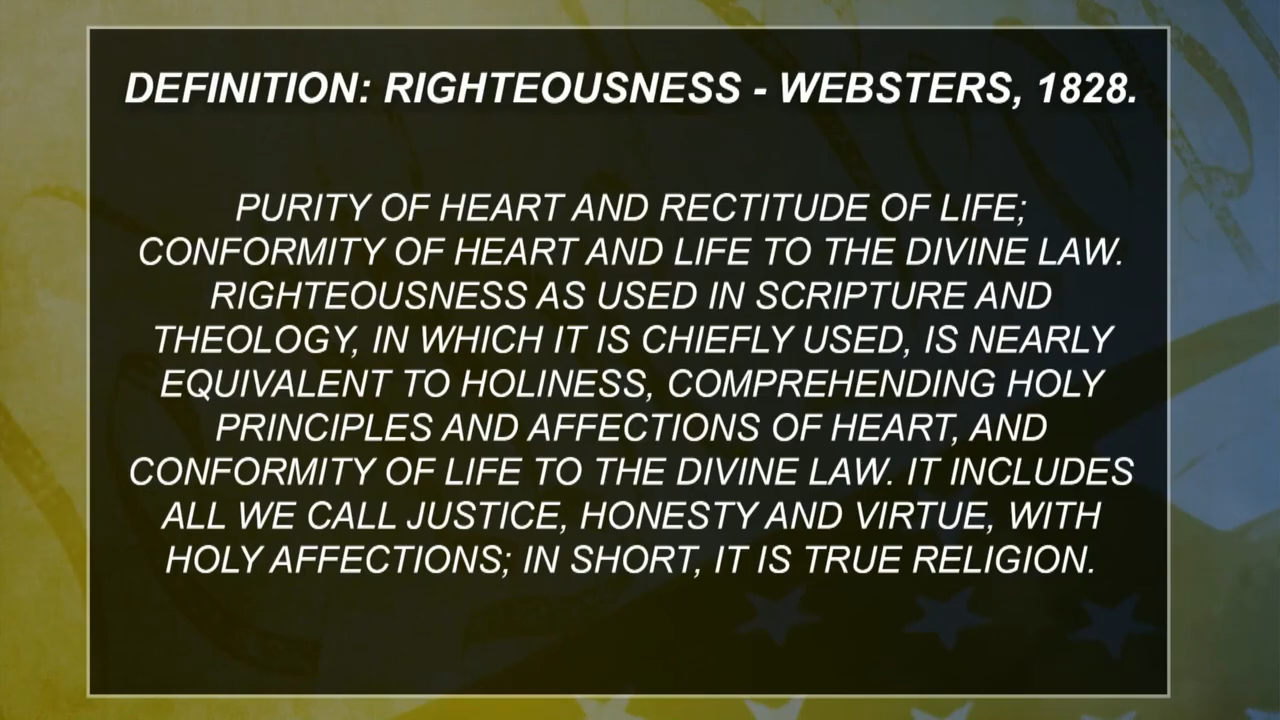 DEFINITION: RIGHTEOUSNESS - WEBSTERS, 1828.
PURITY OF HEART AND RECTITUDE OF LIFE;
CONFORMITY OF HEART AND LIFE TO THE DIVINE LAW.
RIGHTEOUSNESS AS USED IN SCRIPTURE AND
THEOLOGY, IN WHICH IT IS CHIEFLY USED, IS NEARLY
EQUIVALENT TO HOLINESS, COMPREHENDING HOLY
PRINCIPLES AND AFFECTIONS OF HEART, AND
CONFORMITY OF LIFE TO THE DIVINE LAW. IT INCLUDES
ALL WE CALL JUSTICE, HONESTY AND VIRTUE, WITH
HOLY AFFECTIONS; IN SHORT, IT IS TRUE RELIGION.